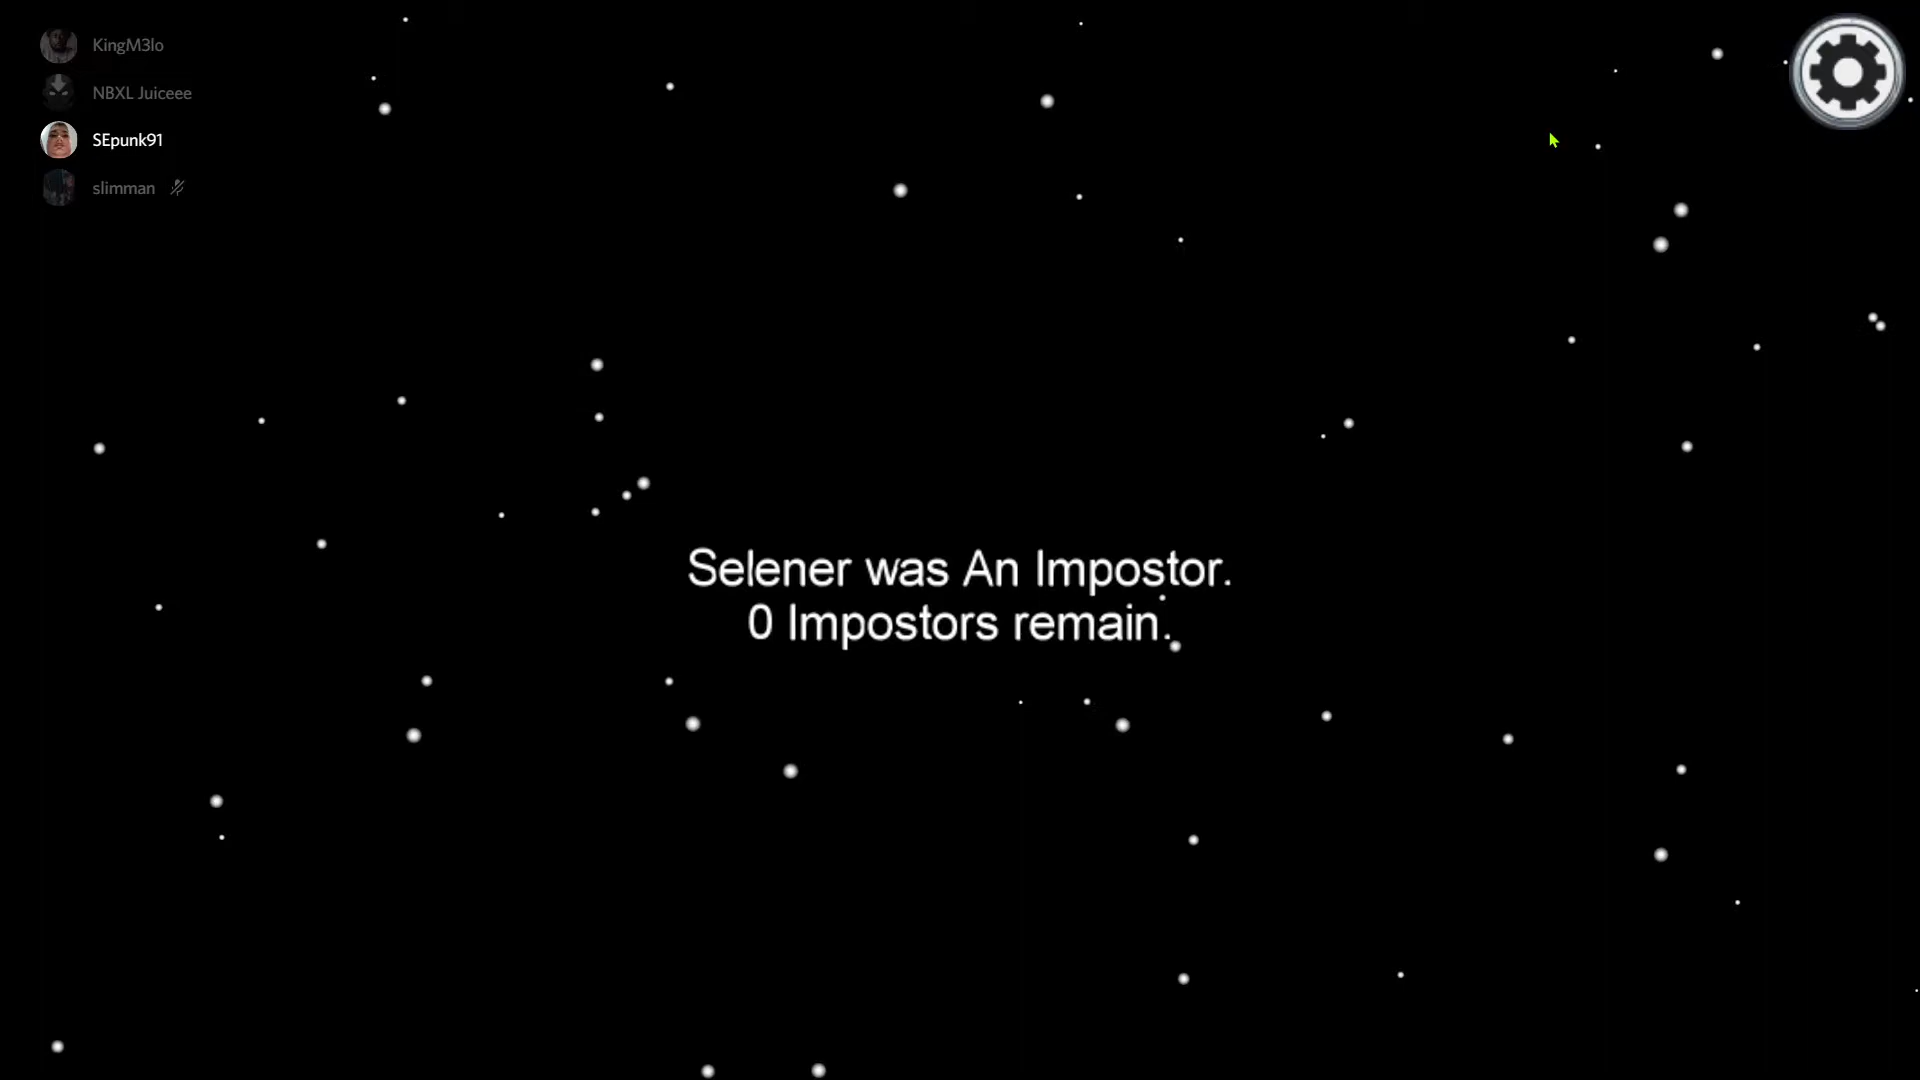 KingM3lo
NBXL Juiceee
SEpunk91
slimman
Selener was An Impostor.
0 Impostors remain.